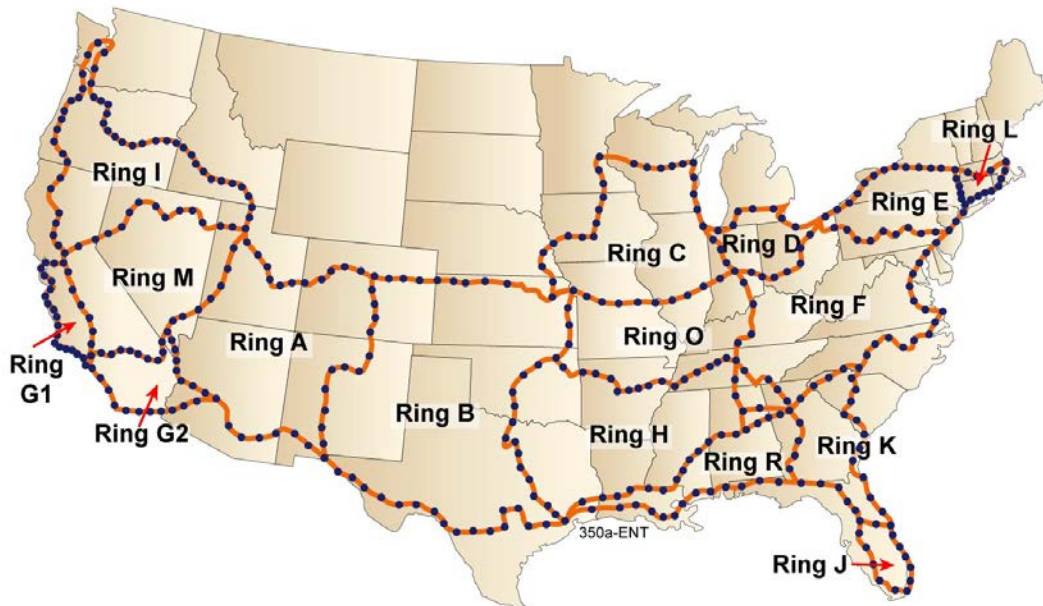 Ring L
Ring E
Ring I
Ring C
Ring D
Ring M
Ring F
Ring A
Ring O
Ring
G1
Ring B
Ring G2
Ring H
Ring R
Ring K
350a-ENT
Ring J